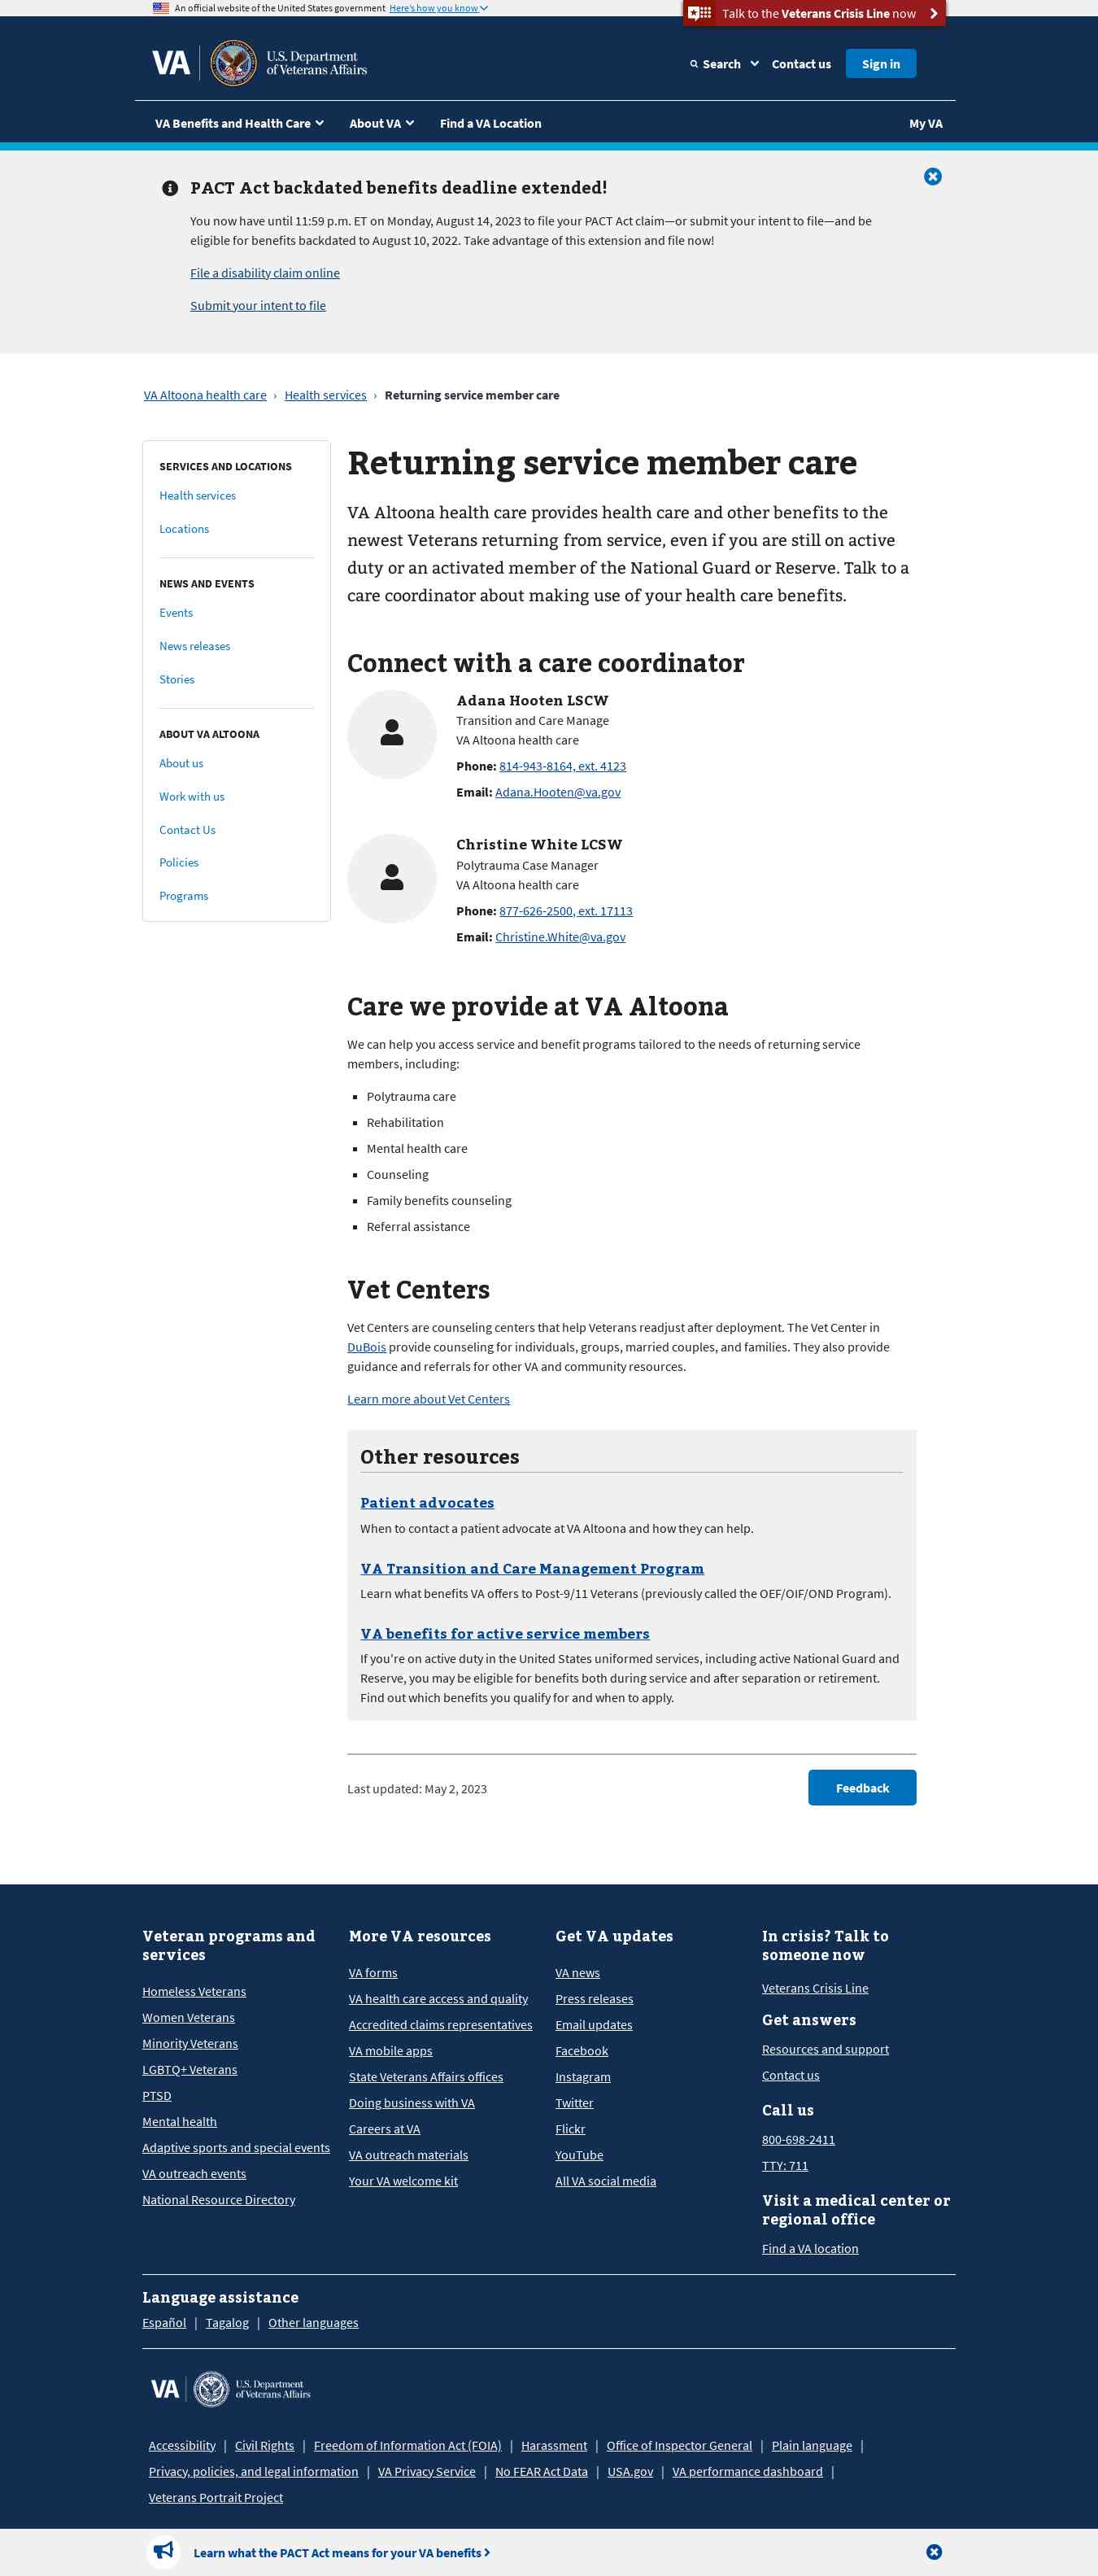 An official website of the United States government Here's how you know
Talk to the Veterans Crisis Line now
VA
U.S. Department
of Veterans Affairs
Search
Contact us
Sign in
VA Benefits and Health Care
About VA
Find a VA Location
My VA
PACT Act backdated benefits deadline extended!
You now have until 11:59 p.m. ET on Monday, August 14, 2023 to file your PACT Act claim—or submit your intent to file—and be
eligible for benefits backdated to August 10, 2022. Take advantage of this extension and file now!
File a disability claim online
Submit your intent to file
VA Altoona health care › Health services › Returning service member care
SERVICES AND LOCATIONS
Health services
Locations
NEWS AND EVENTS
Events
News releases
Stories
ABOUT VA ALTOONA
About us
Work with us
Contact Us
Policies
Programs
Returning service member care
VA Altoona health care provides health care and other benefits to the
newest Veterans returning from service, even if you are still on active
duty or an activated member of the National Guard or Reserve. Talk to a
care coordinator about making use of your health care benefits.
Connect with a care coordinator
Adana Hooten LSCW
Transition and Care Manage
VA Altoona health care
Phone: 814-943-8164, ext. 4123
Email: Adana.Hooten@va.gov
Christine White LCSW
Polytrauma Case Manager
VA Altoona health care
Phone: 877-626-2500, ext. 17113
Email: Christine.White@va.gov
Care we provide at VA Altoona
We can help you access service and benefit programs tailored to the needs of returning service
members, including:
Polytrauma care
Rehabilitation
Mental health care
Counseling
Family benefits counseling
Referral assistance
Vet Centers
Vet Centers are counseling centers that help Veterans readjust after deployment. The Vet Center in
DuBois provide counseling for individuals, groups, married couples, and families. They also provide
guidance and referrals for other VA and community resources.
Learn more about Vet Centers
Other resources
Patient advocates
When to contact a patient advocate at VA Altoona and how they can help.
VA Transition and Care Management Program
Learn what benefits VA offers to Post-9/11 Veterans (previously called the OEF/OIF/OND Program).
VA benefits for active service members
If you're on active duty in the United States uniformed services, including active National Guard and
Reserve, you may be eligible for benefits both during service and after separation or retirement.
Find out which benefits you qualify for and when to apply.
Last updated: May 2, 2023
Feedback
Veteran programs and
services
Homeless Veterans
Women Veterans
Minority Veterans
LGBTQ+ Veterans
PTSD
Mental health
Adaptive sports and special events
VA outreach events
National Resource Directory
More VA resources
VA forms
VA health care access and quality
Accredited claims representatives
VA mobile apps
State Veterans Affairs offices
Doing business with VA
Careers at VA
VA outreach materials
Your VA welcome kit
Get VA updates
VA news
Press releases
Email updates
Facebook
Instagram
Twitter
Flickr
YouTube
All VA social media
In crisis? Talk to
someone now
Veterans Crisis Line
Get answers
Resources and support
Contact us
Call us
800-698-2411
TTY: 711
Visit a medical center or
regional office
Find a VA location
Language assistance
Español | Tagalog | Other languages
VA
U.S. Department
of Veterans Affairs
Accessibility | Civil Rights | Freedom of Information Act (FOIA) | Harassment | Office of Inspector General | Plain language |
Privacy, policies, and legal information | VA Privacy Service | No FEAR Act Data | USA.gov | VA performance dashboard |
Veterans Portrait Project
Learn what the PACT Act means for your VA benefits